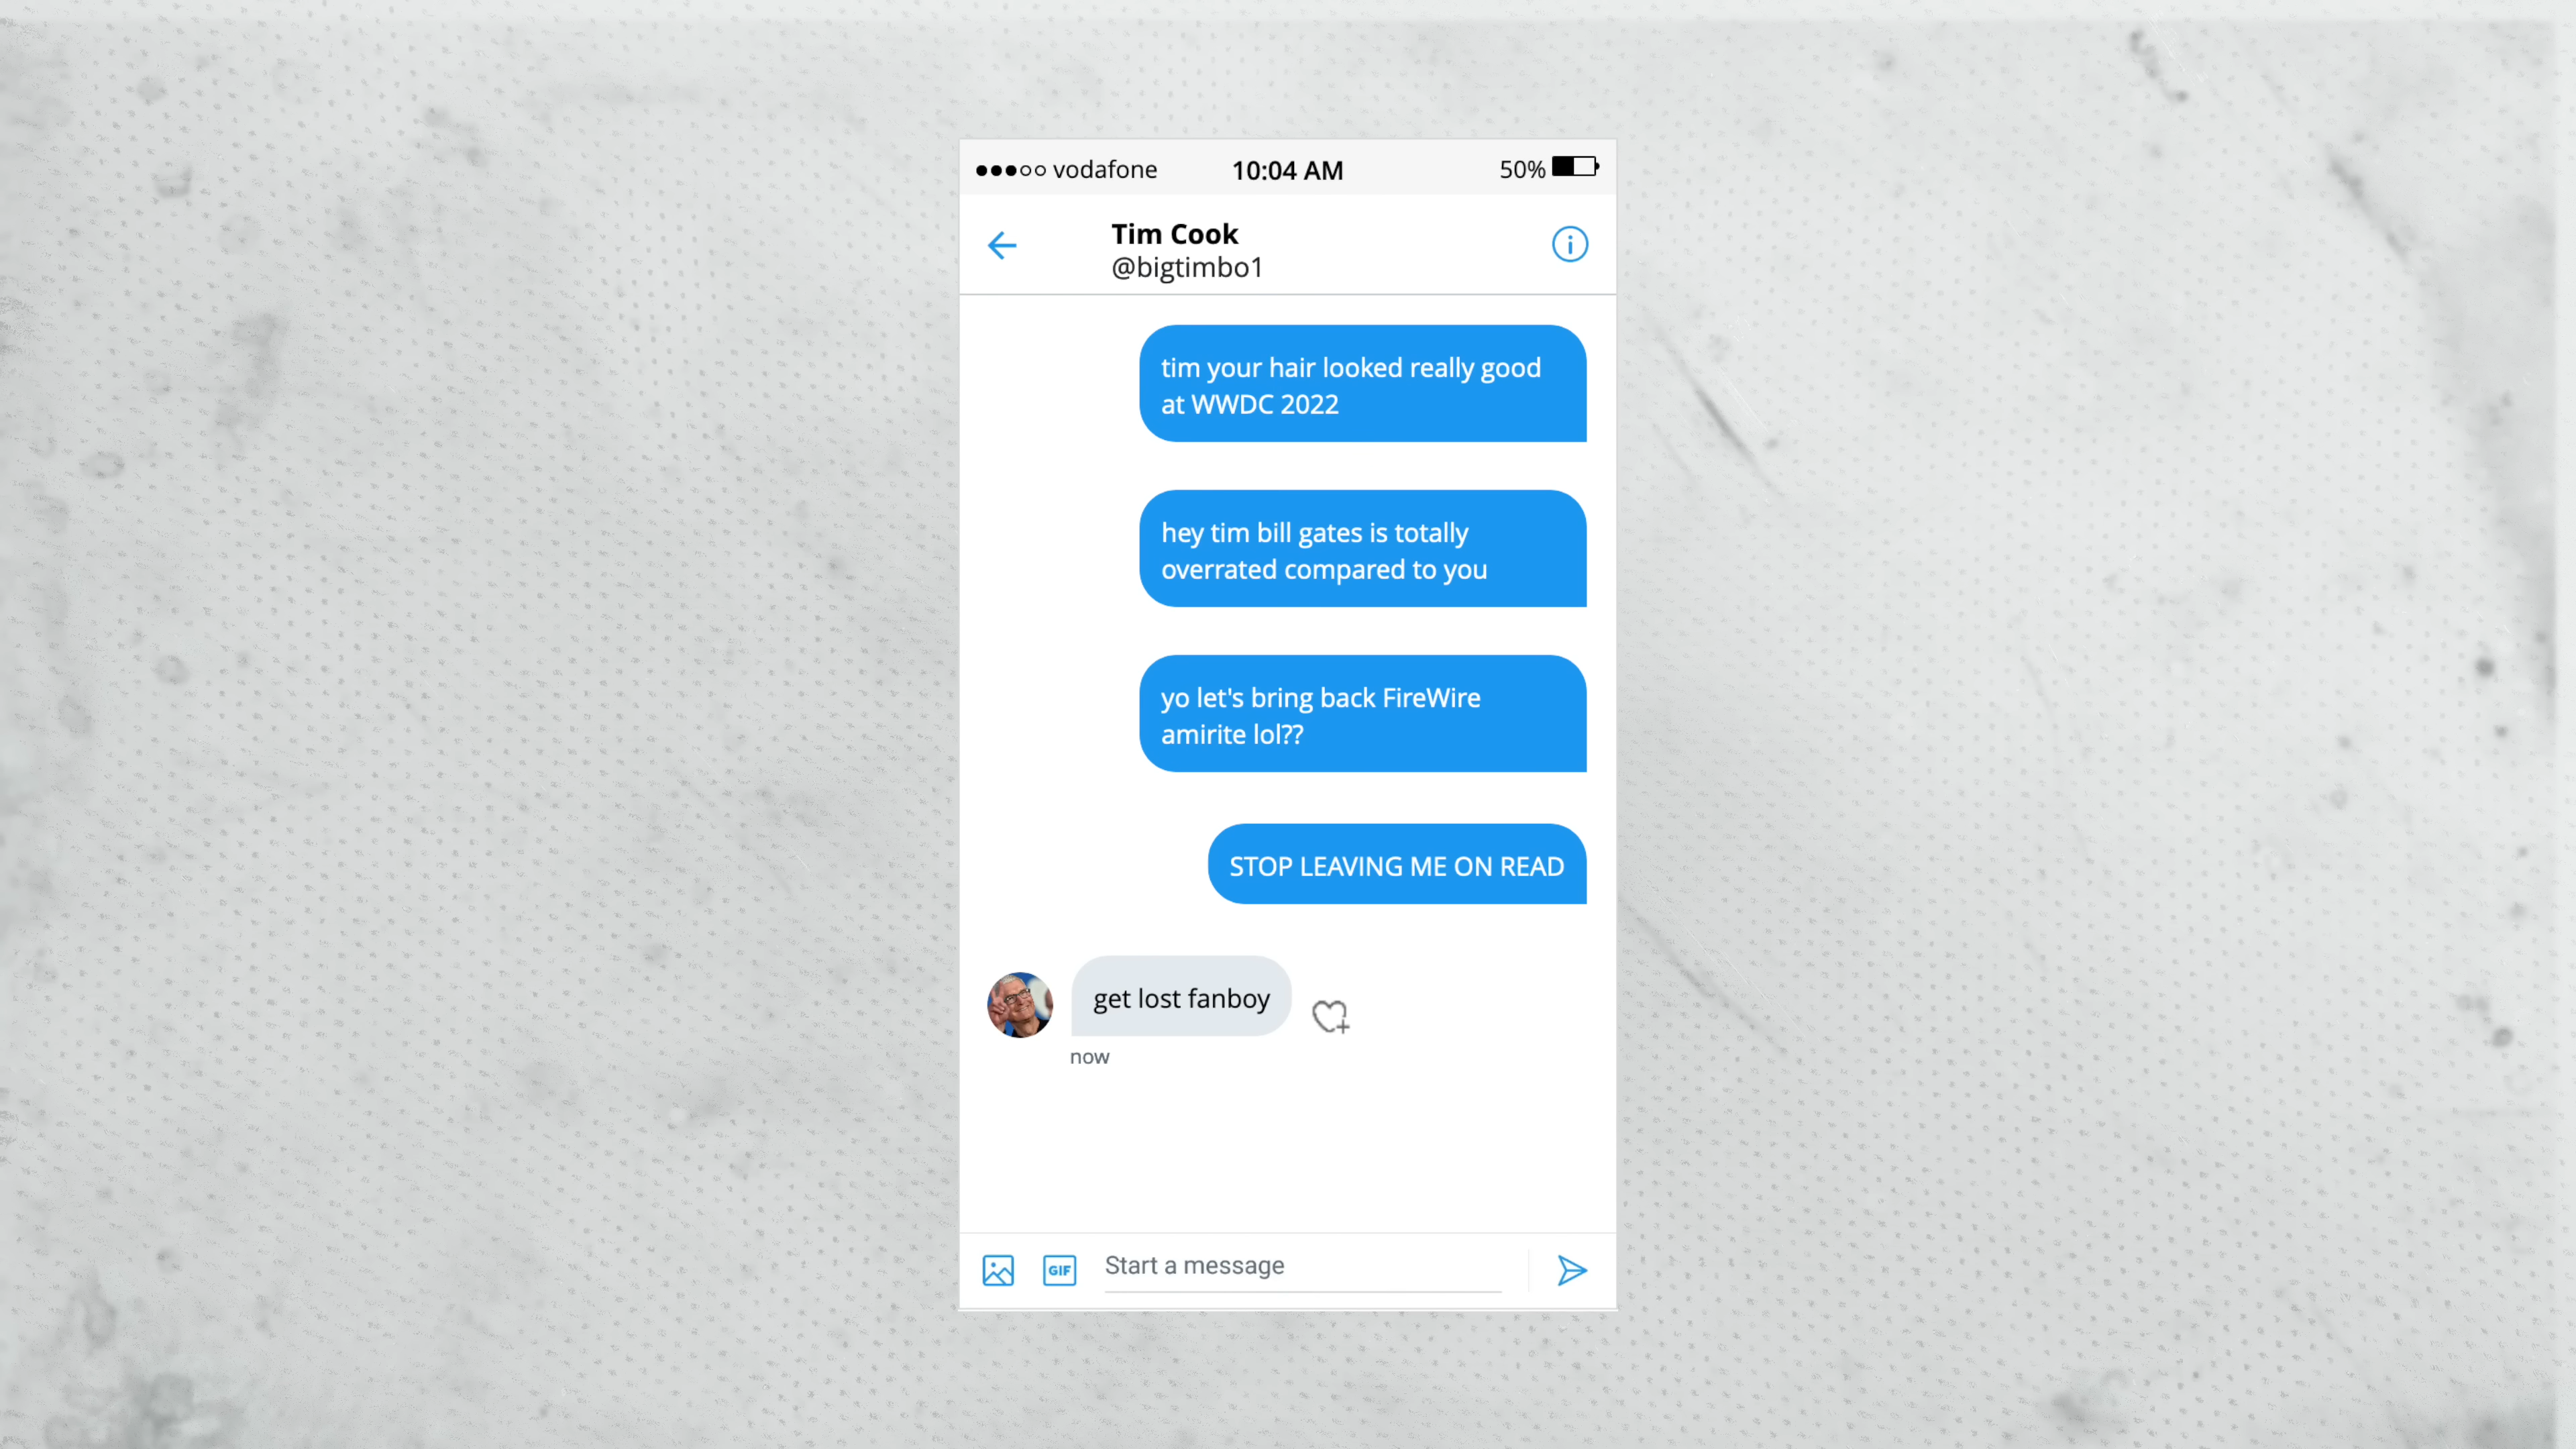 vodafone
10:04 AM
50%
Tim Cook
@bigtimbo1
tim your hair looked really good
at WWDC 2022
hey tim bill gates is totally
overrated compared to you
yo let's bring back FireWire
amirite lol??
STOP LEAVING ME ON READ
get lost fanboy
now
GIF
Start a message